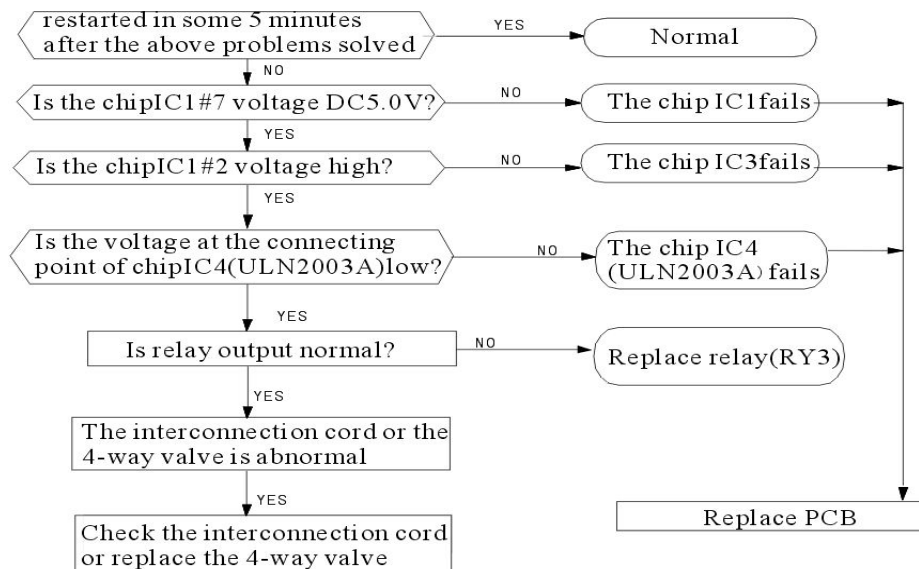 restarted in some 5 minutes
after the above problems solved
YES
Normal
NO
Is the chipIC1#7 voltage DC5.0V?
NO
The chip IC1fails
YES
Is the chipIC1#2 voltage high?
NO
The chip IC3fails
YES
Is the voltage at the connecting
point of chipIC4(ULN2003A)low?
NO
The chip IC4
(ULN2003A)fails
YES
Is relay output normal?
NO
Replace relay(RY3)
YES
The interconnection cord or the
4-way valve is abnormal
YES
Replace PCB
Check the interconnection cord
or replace the 4-way valve